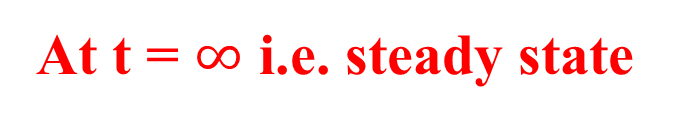 At t = ∞ i.e. steady state